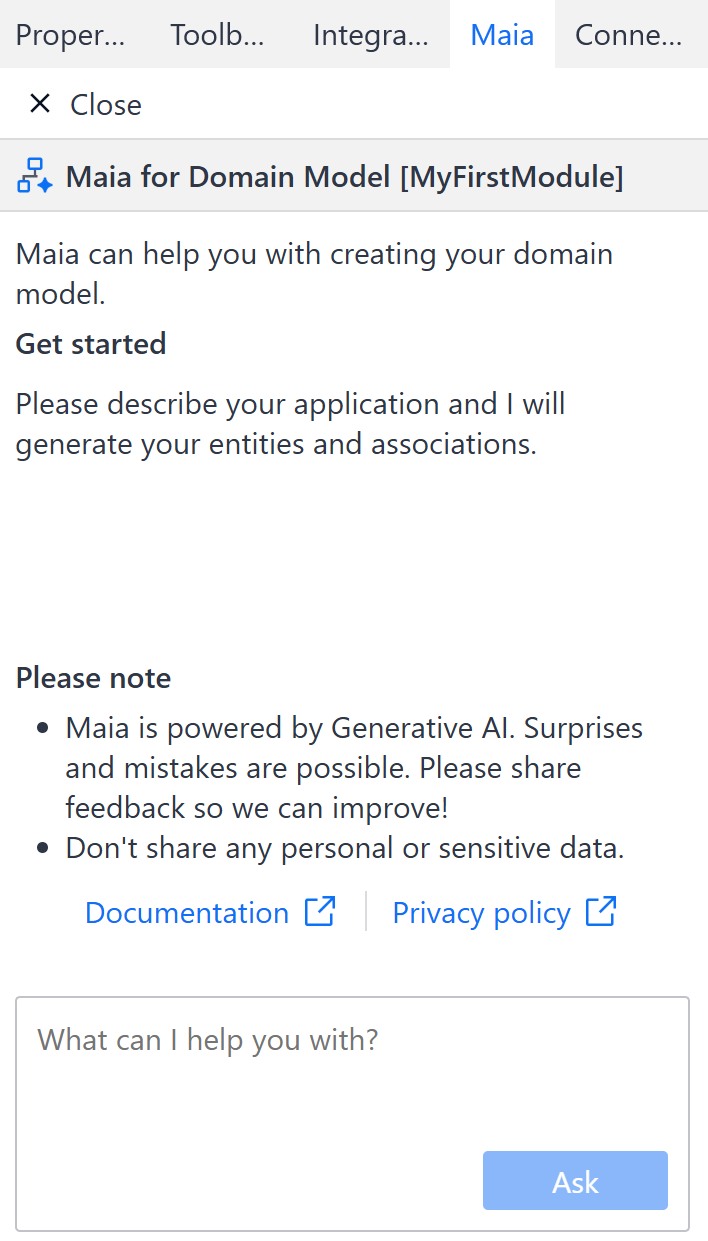 Proper... Toolb... Integra... Maia Conne...
Close
Maia for Domain Model [MyFirstModule]
Maia can help you with creating your domain
model.
Get started
Please describe your application and I will
generate your entities and associations.
Please note
• Maia is powered by Generative AI. Surprises
and mistakes are possible. Please share
feedback so we can improve!
• Don't share any personal or sensitive data.
Documentation Privacy policy
What can I help you with?
Ask